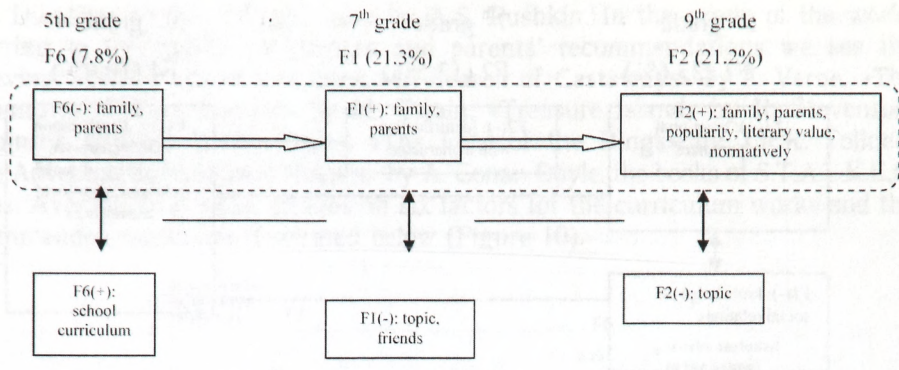 5th grade
7th grade
9th grade
F6 (7.8%)
F1 (21.3%)
F2 (21.2%)
F6(-): family,
parents
F1(+): family,
parents
F2(+): family, parents,
popularity, literary value,
normatively
F6(+):
school
curriculum
F1(-): topic,
friends
F2(-): topic